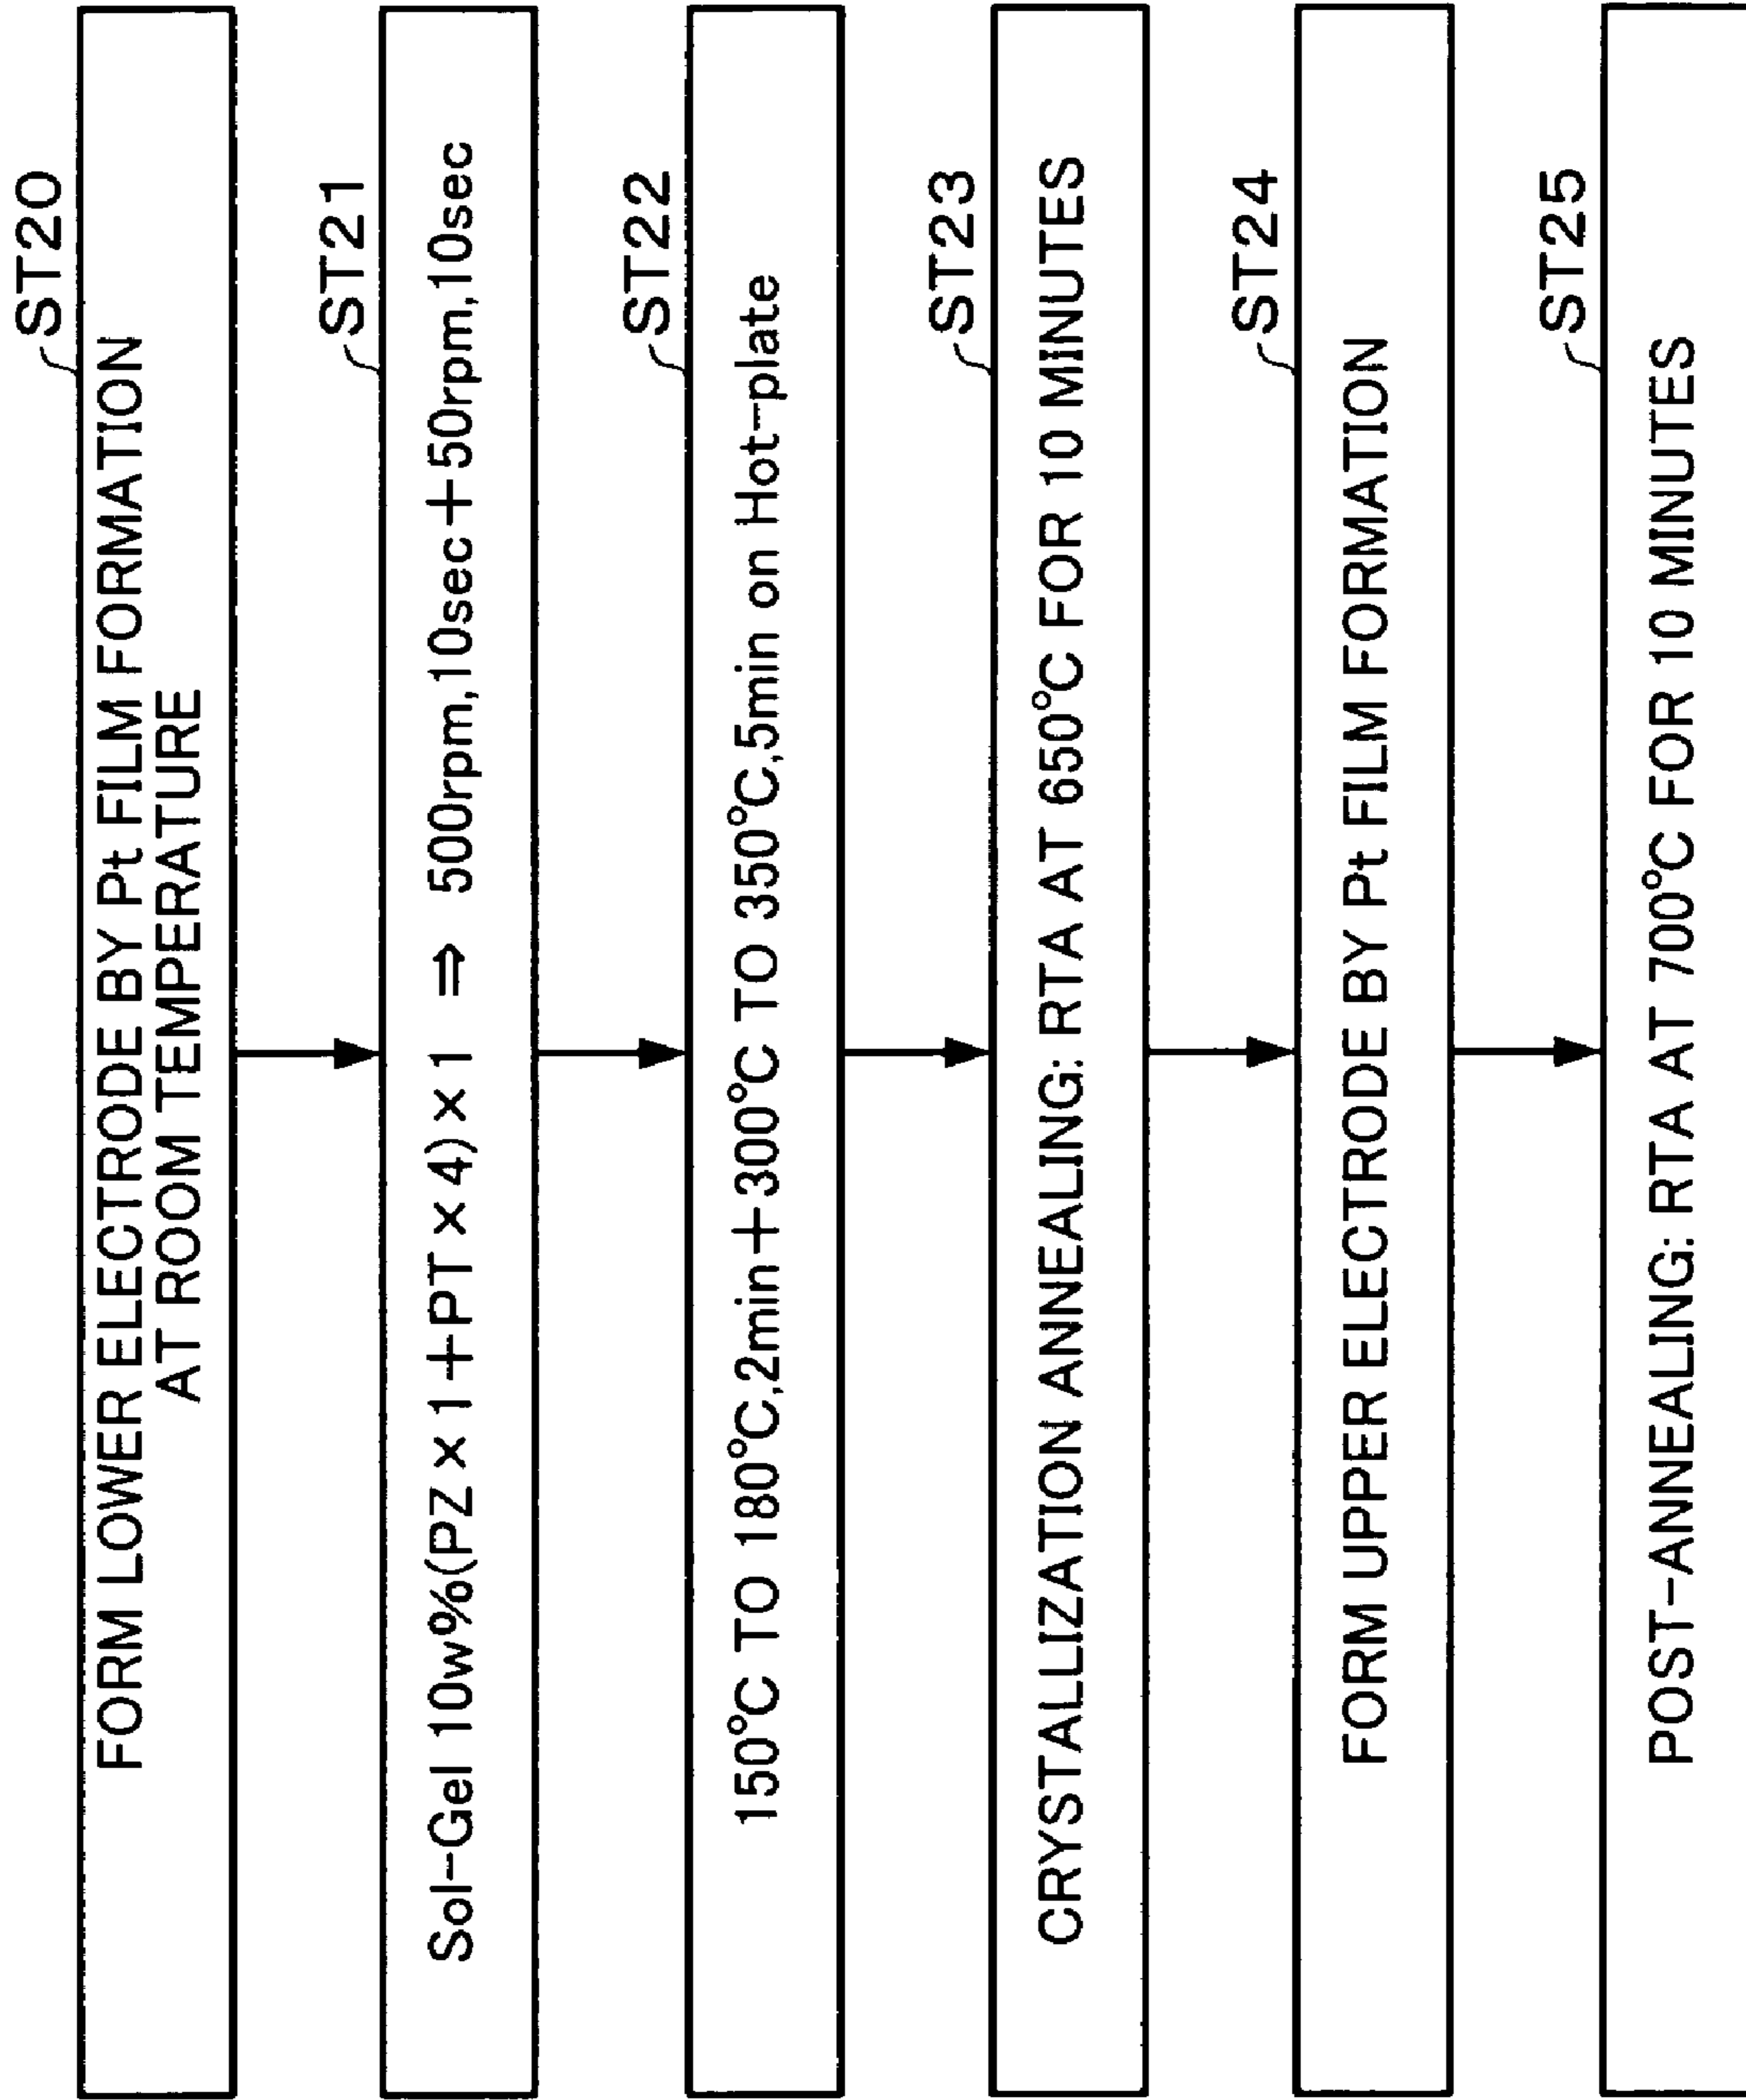 ST20
FORM LOWER ELECTRODE BY Pt FILM FORMATION
AT ROOM TEMPERATURE
ST21
Sol-Gel 10w%(PZ×1+PT×4)×1 ⇒ 500rpm,10sec+50rpm,10sec
ST22
150°C TO 180°C,2min+300°C TO 350°C,5min on Hot-plate
ST23
CRYSTALLIZATION ANNEALING: RTA AT 650°C FOR 10 MINUTES
ST24
FORM UPPER ELECTRODE BY Pt FILM FORMATION
ST25
POST-ANNEALING: RTA AT 700°C FOR 10 MINUTES